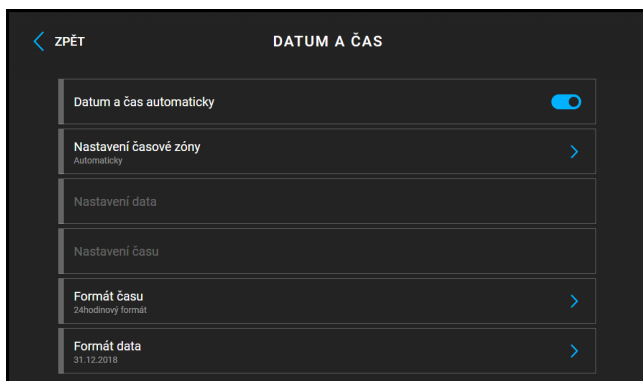 ZPĚT
DATUM A ČAS
Datum a čas automaticky
Nastavení časové zóny
Automaticky
Nastavení data
Nastavení času
Formát času
24hodinový formát
Formát data
31.12.2018